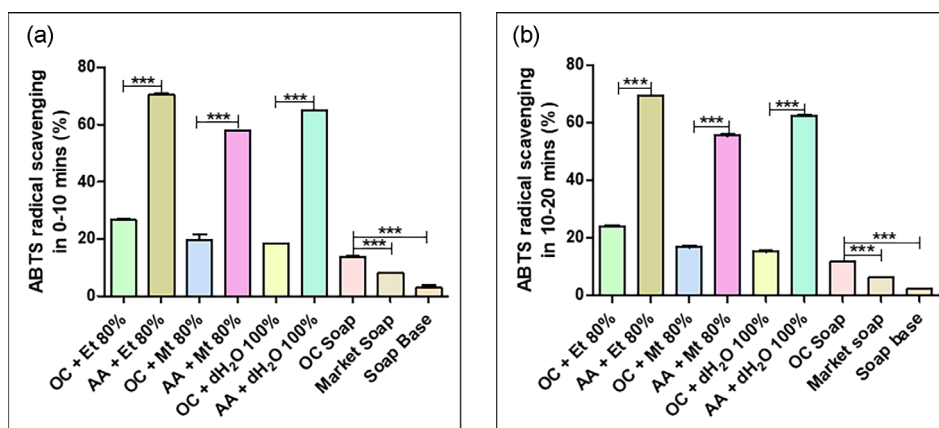 (a)
ABTS radical scavenging
in 0-10 mins (%)
80
60
40
20
0
***
***
***
***
***
OC + Et 80%
AA + Et 80%
OC + Mt 80%
AA + Mt 80%
OC + dH₂O 100%
AA + dH₂O 100%
OC Soap
Market Soap
Soap Base
(b)
ABTS radical scavenging
in 10-20 mins (%)
80
60
40
20
0
***
***
***
***
***
OC + Et 80%
AA + Et 80%
OC + Mt 80%
AA + Mt 80%
OC + dH₂O 100%
AA + dH₂O 100%
OC Soap
Market soap
Soap base